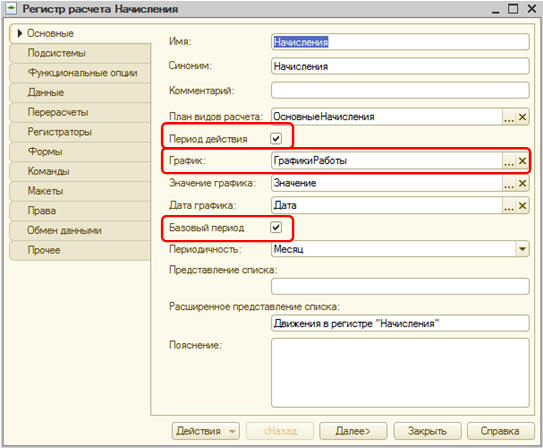 Регистр расчета Начисления
Основные
Подсистемы
Функциональные опции
Данные
Перерасчеты
Регистраторы
Формы
Команды
Макеты
Права
Обмен данными
Прочее
Имя: Начисления
Синоним: Начисления
Комментарий:
План видов расчета: ОсновныеНачисления ... ×
Период действия
График: ГрафикиРаботы ... ×
Значение графика: Значение ... ×
Дата графика: Дата ... ×
Базовый период
Периодичность: Месяц
Представление списка:
Расширенное представление списка:
Движения в регистре "Начисления"
Пояснение:
Действия <Назад Далее> Закрыть Справка